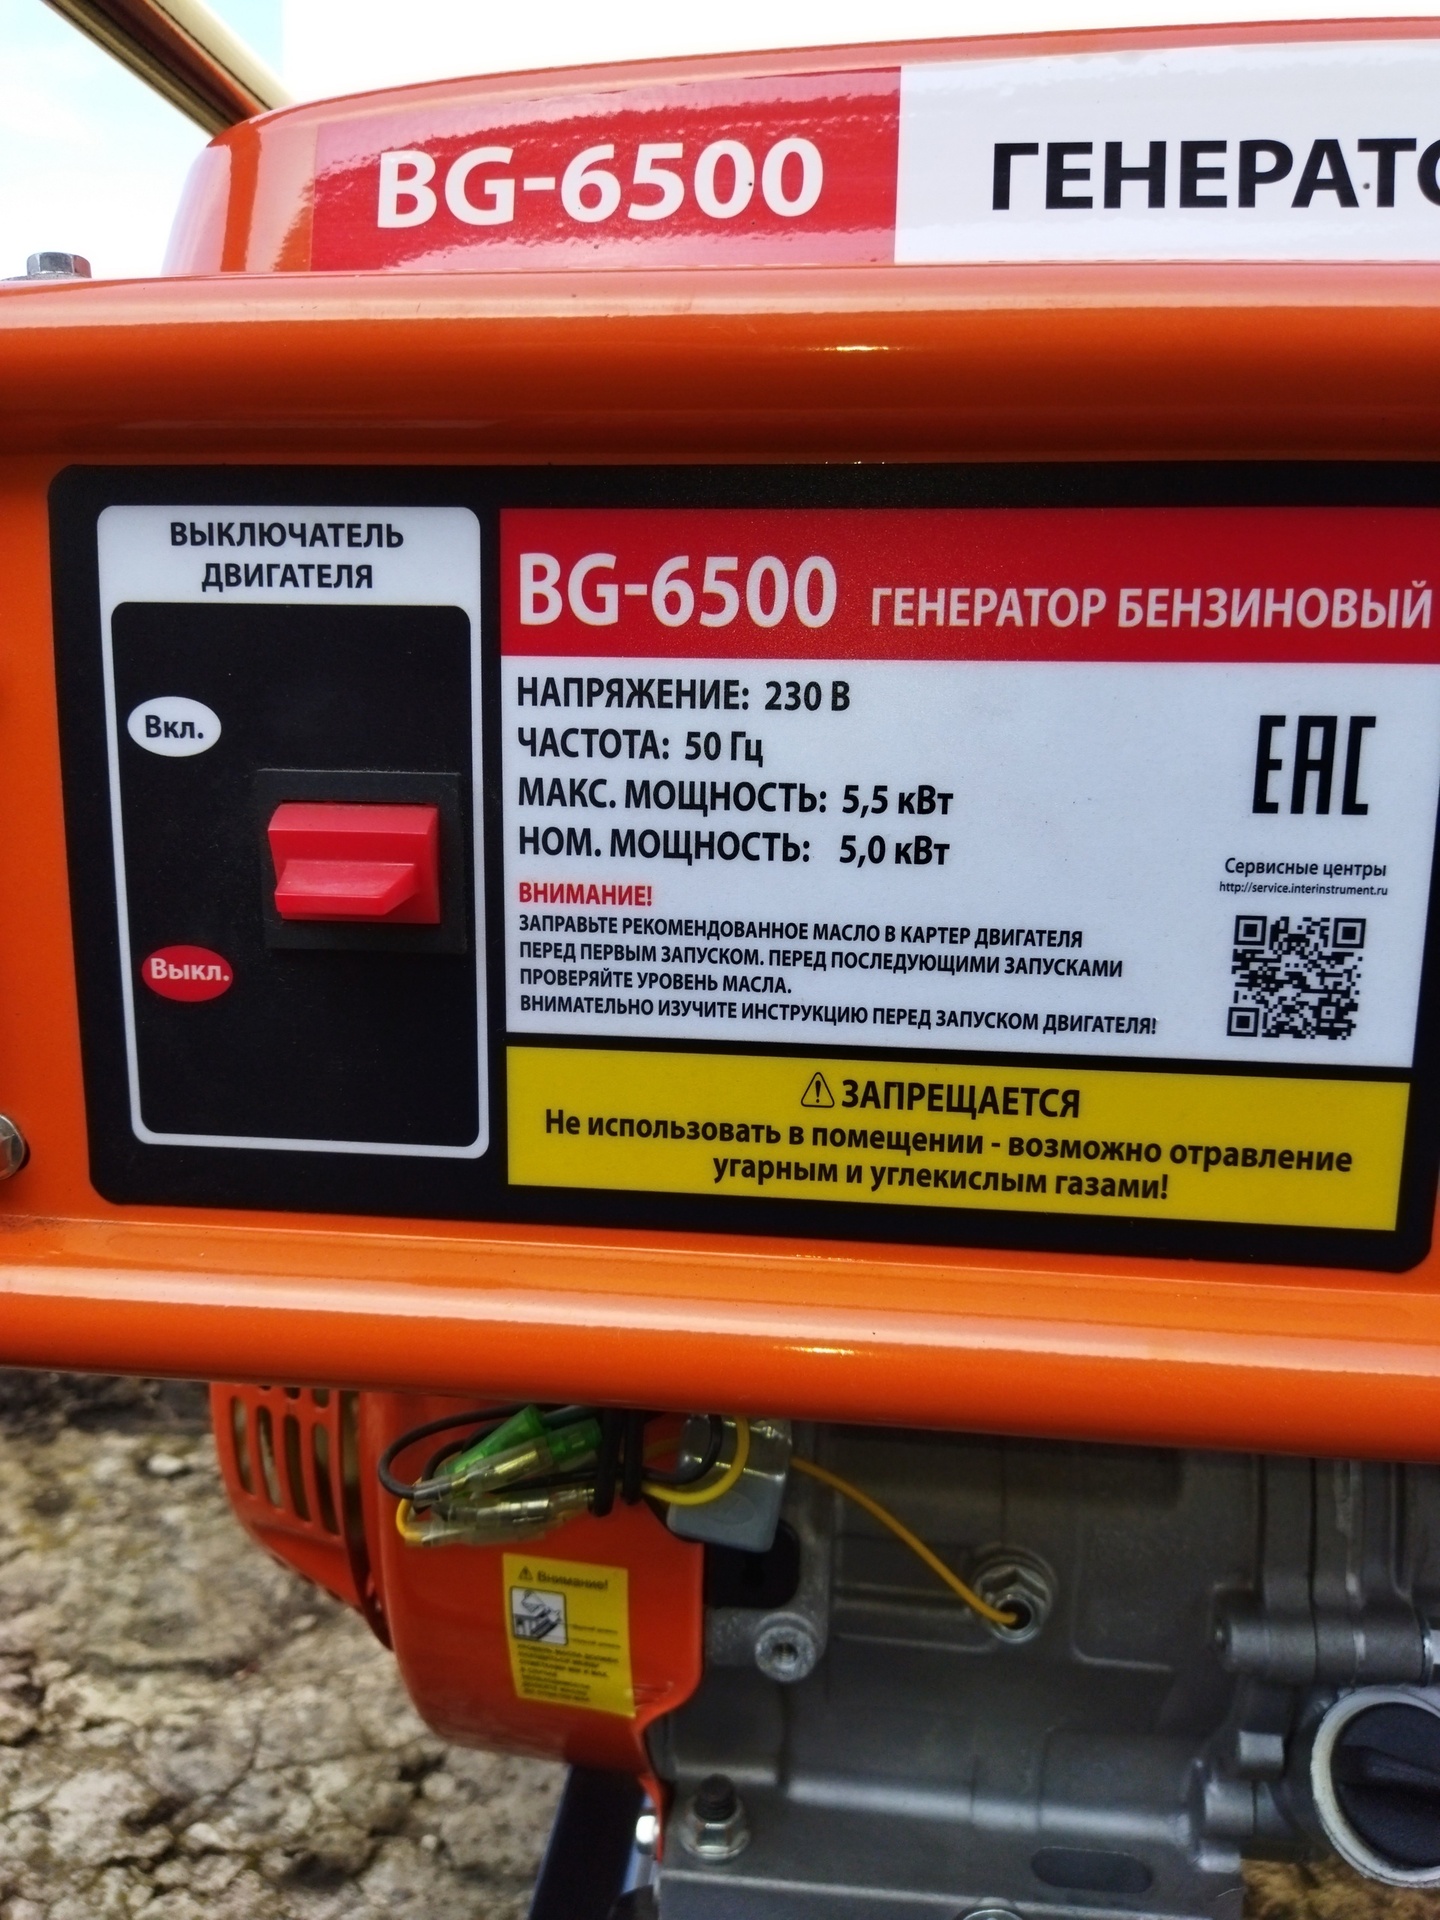 BG-6500
ГЕНЕРАТО
ВЫКЛЮЧАТЕЛЬ
ДВИГАТЕЛЯ
Вкл.
Выкл.
BG-6500 ГЕНЕРАТОР БЕНЗИНОВЫЙ
НАПРЯЖЕНИЕ: 230 В
ЧАСТОТА: 50 Гц
МАКС. МОЩНОСТЬ: 5,5 кВт
НОМ. МОЩНОСТЬ: 5,0 кВт
ВНИМАНИЕ!
ЗАПРАВЬТЕ РЕКОМЕНДОВАННОЕ МАСЛО В КАРТЕР ДВИГАТЕЛЯ
ПЕРЕД ПЕРВЫМ ЗАПУСКОМ. ПЕРЕД ПОСЛЕДУЮЩИМИ ЗАПУСКАМИ
ПРОВЕРЯЙТЕ УРОВЕНЬ МАСЛА.
ВНИМАТЕЛЬНО ИЗУЧИТЕ ИНСТРУКЦИЮ ПЕРЕД ЗАПУСКОМ ДВИГАТЕЛЯ!
EAC
Сервисные центры
http://service.interinstrument.ru
ЗАПРЕЩАЕТСЯ
Не использовать в помещении - возможно отравление
угарным и углекислым газами!
Внимание!